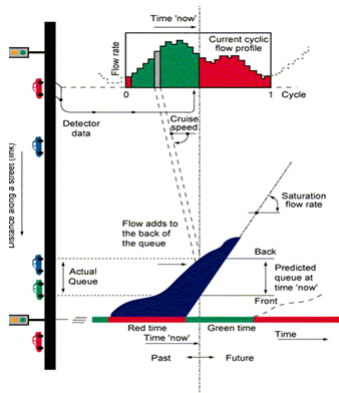 Time 'now'
Current cyclic
flow profile
Flow rate
0
1
Cycle
Detector
data
Cruise
speed
Distance along a street (link)
Saturation
flow rate
Flow adds to
the back of
the queue
Back
Actual
Queue
Predicted
queue at
time 'now'
Front
Red time
Green time
Time
Time 'now'
Past
Future